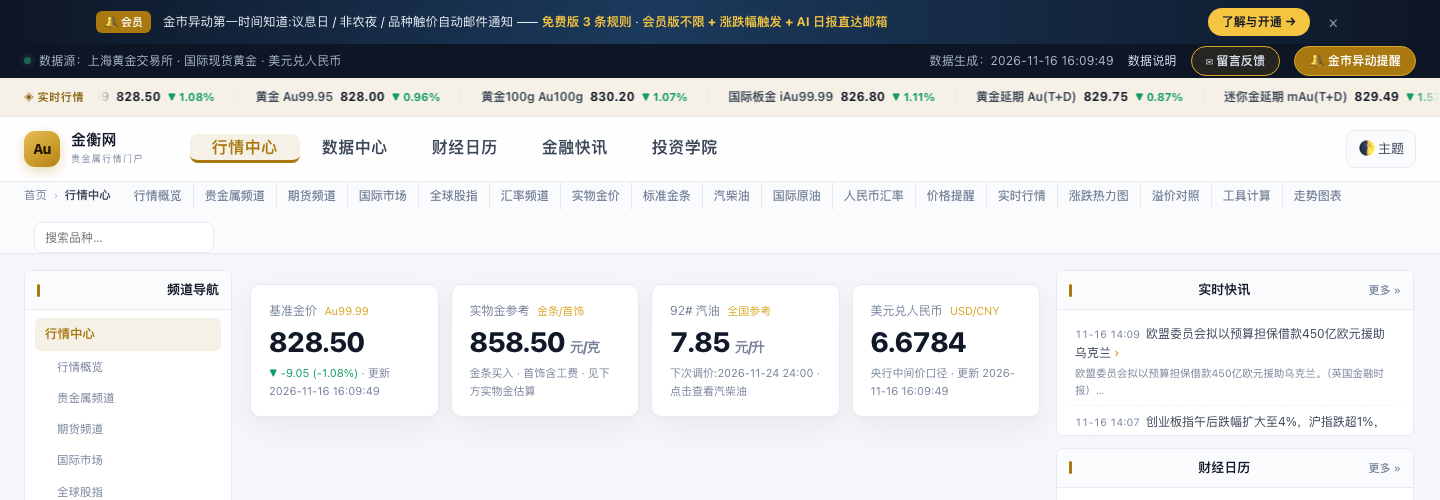 会员 金市异动第一时间知道:议息日 / 非农夜 / 品种触价自动邮件通知 —— 免费版 3 条规则 · 会员版不限 + 涨跌幅触发 + AI 日报直达邮箱 了解与开通 → ×
数据源：上海黄金交易所 · 国际现货黄金 · 美元兑人民币 数据生成：2026-11-16 16:09:49 数据说明 ✉ 留言反馈 金市异动提醒
◈ 实时行情 9 828.50 ▼1.08% 黄金 Au99.95 828.00 ▼0.96% 黄金100g Au100g 830.20 ▼1.07% 国际板金 iAu99.99 826.80 ▼1.11% 黄金延期 Au(T+D) 829.75 ▼0.87% 迷你金延期 mAu(T+D) 829.49 ▼1.57
Au 金衡网
贵金属行情门户
行情中心 数据中心 财经日历 金融快讯 投资学院 主题
首页 › 行情中心 行情概览 贵金属频道 期货频道 国际市场 全球股指 汇率频道 实物金价 标准金条 汽柴油 国际原油 人民币汇率 价格提醒 实时行情 涨跌热力图 溢价对照 工具计算 走势图表
搜索品种...
频道导航
行情中心
行情概览
贵金属频道
期货频道
国际市场
全球股指
基准金价 Au99.99
828.50
▼ -9.05 (-1.08%) · 更新
2026-11-16 16:09:49
实物金参考 金条/首饰
858.50 元/克
金条买入 · 首饰含工费 · 见下
方实物金估算
92# 汽油 全国参考
7.85 元/升
下次调价:2026-11-24 24:00 ·
点击查看汽柴油
美元兑人民币 USD/CNY
6.6784
央行中间价口径 · 更新 2026-
11-16 16:09:49
实时快讯 更多 »
11-16 14:09 欧盟委员会拟以预算担保借款450亿欧元援助
乌克兰 ›
欧盟委员会拟以预算担保借款450亿欧元援助乌克兰。（英国金融时
报）...
11-16 14:07 创业板指午后跌幅扩大至4%，沪指跌超1%，
财经日历 更多 »